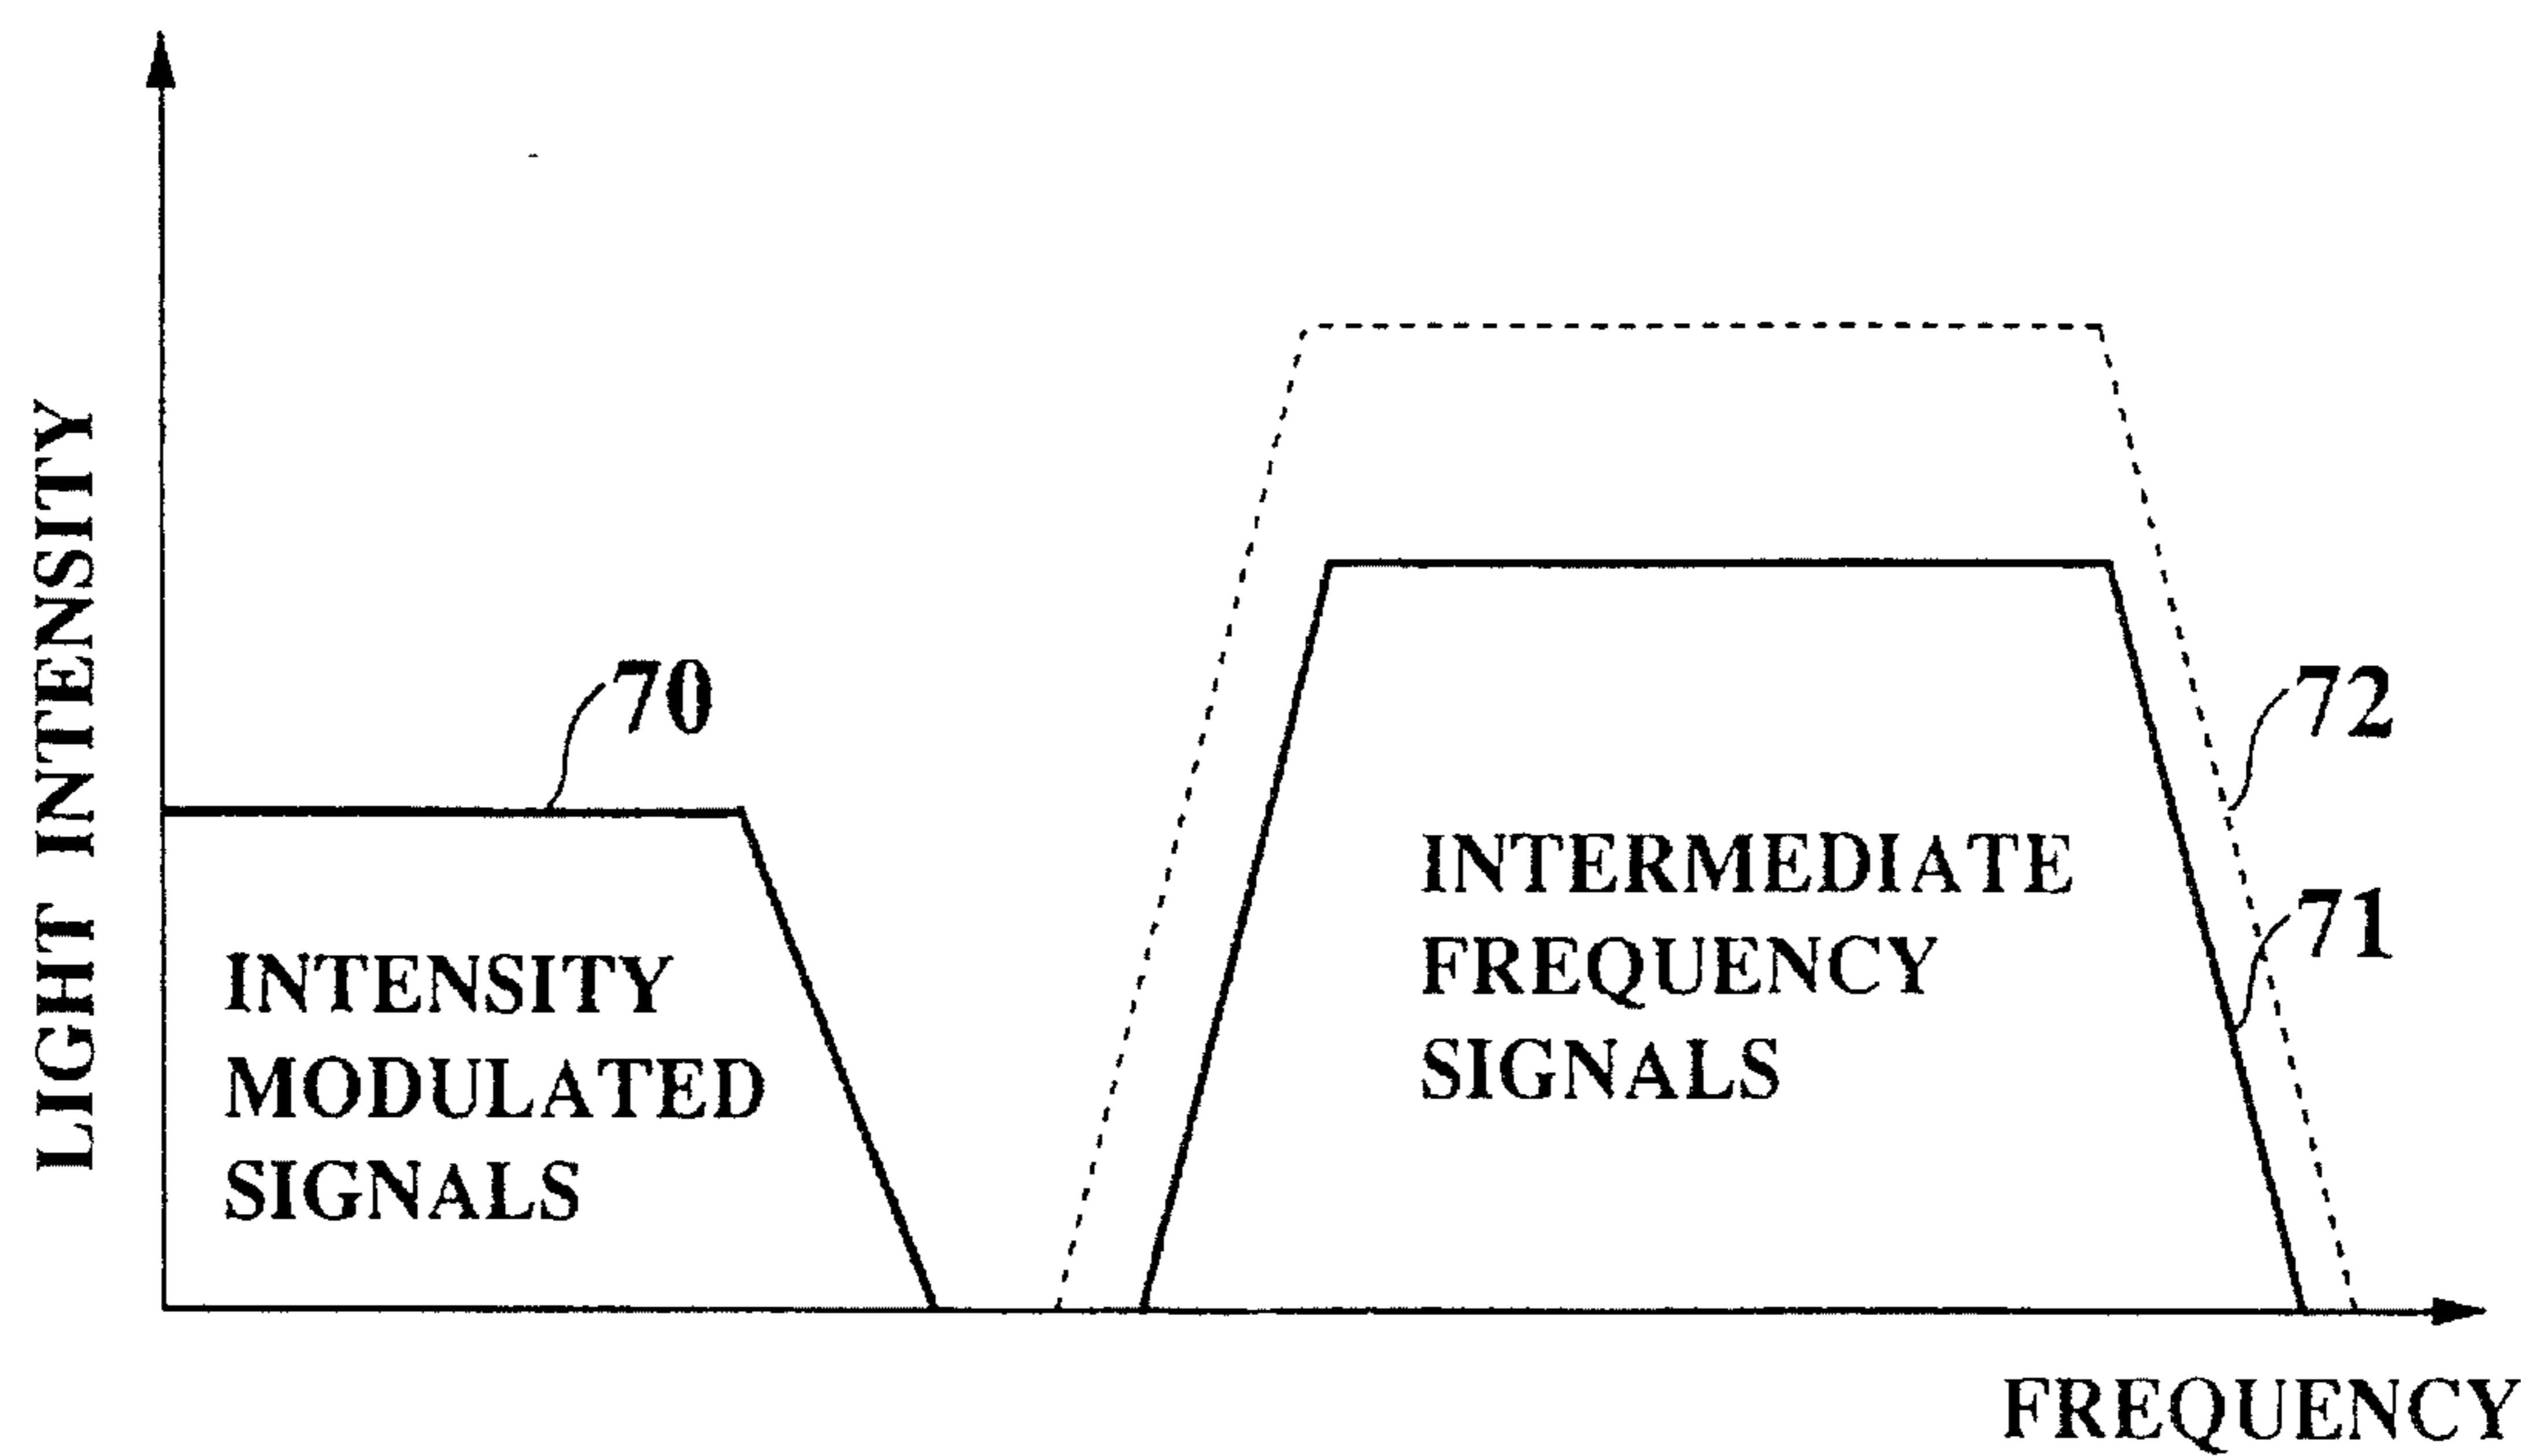 LIGHT INTENSITY
70
72
71
INTENSITY
MODULATED
SIGNALS
INTERMEDIATE
FREQUENCY
SIGNALS
FREQUENCY